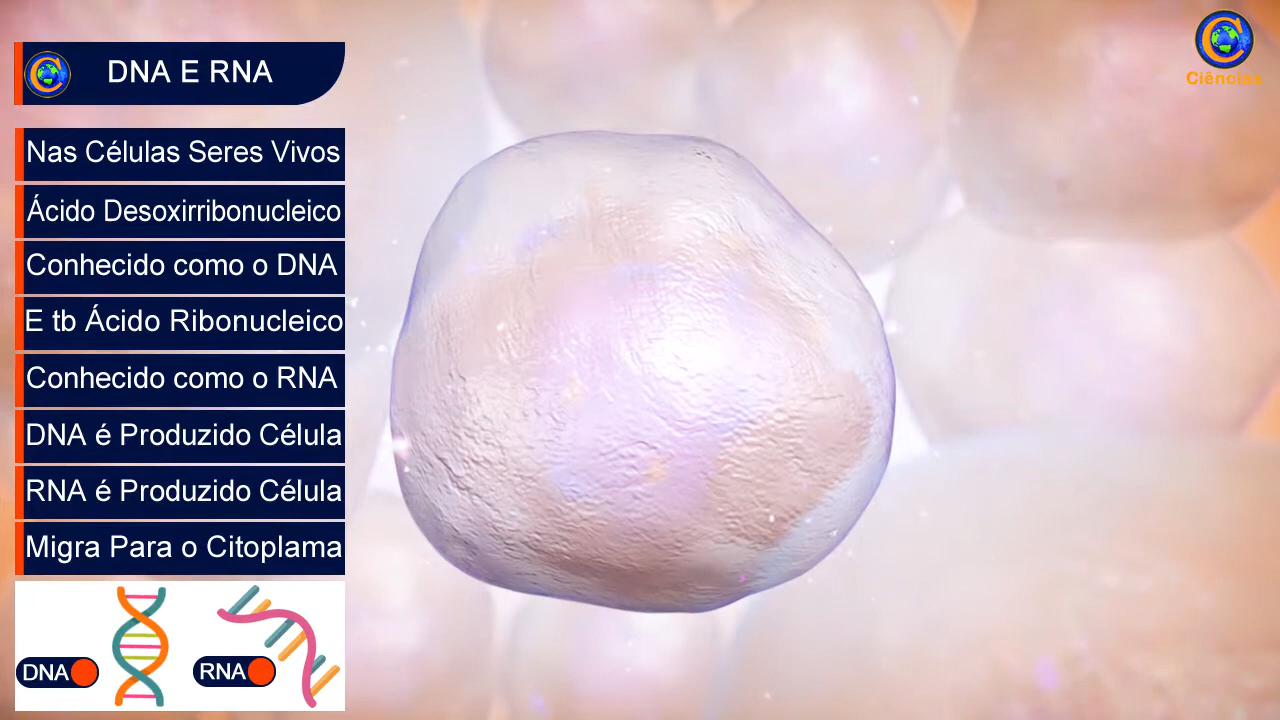 DNA E RNA
Nas Células Seres Vivos
Ácido Desoxirribonucleico
Conhecido como o DNA
E tb Ácido Ribonucleico
Conhecido como o RNA
DNA é Produzido Célula
RNA é Produzido Célula
Migra Para o Citoplama
DNA
RNA
Ciências